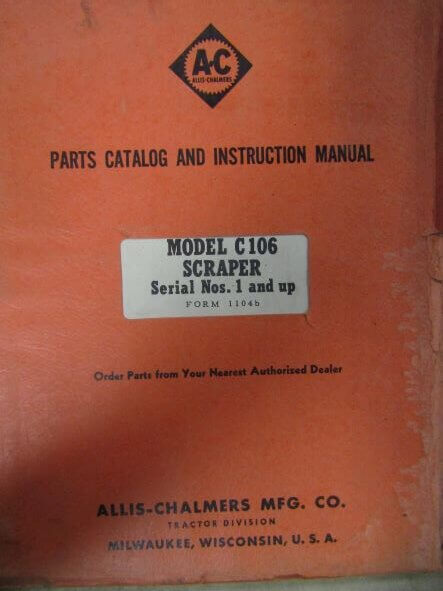 A-C
ALLIS-CHALMERS
PARTS CATALOG AND INSTRUCTION MANUAL
MODEL C106
SCRAPER
Serial Nos. 1 and up
FORM 1104b
Order Parts from Your Nearest Authorized Dealer
ALLIS-CHALMERS MFG. CO.
TRACTOR DIVISION
MILWAUKEE, WISCONSIN, U. S. A.